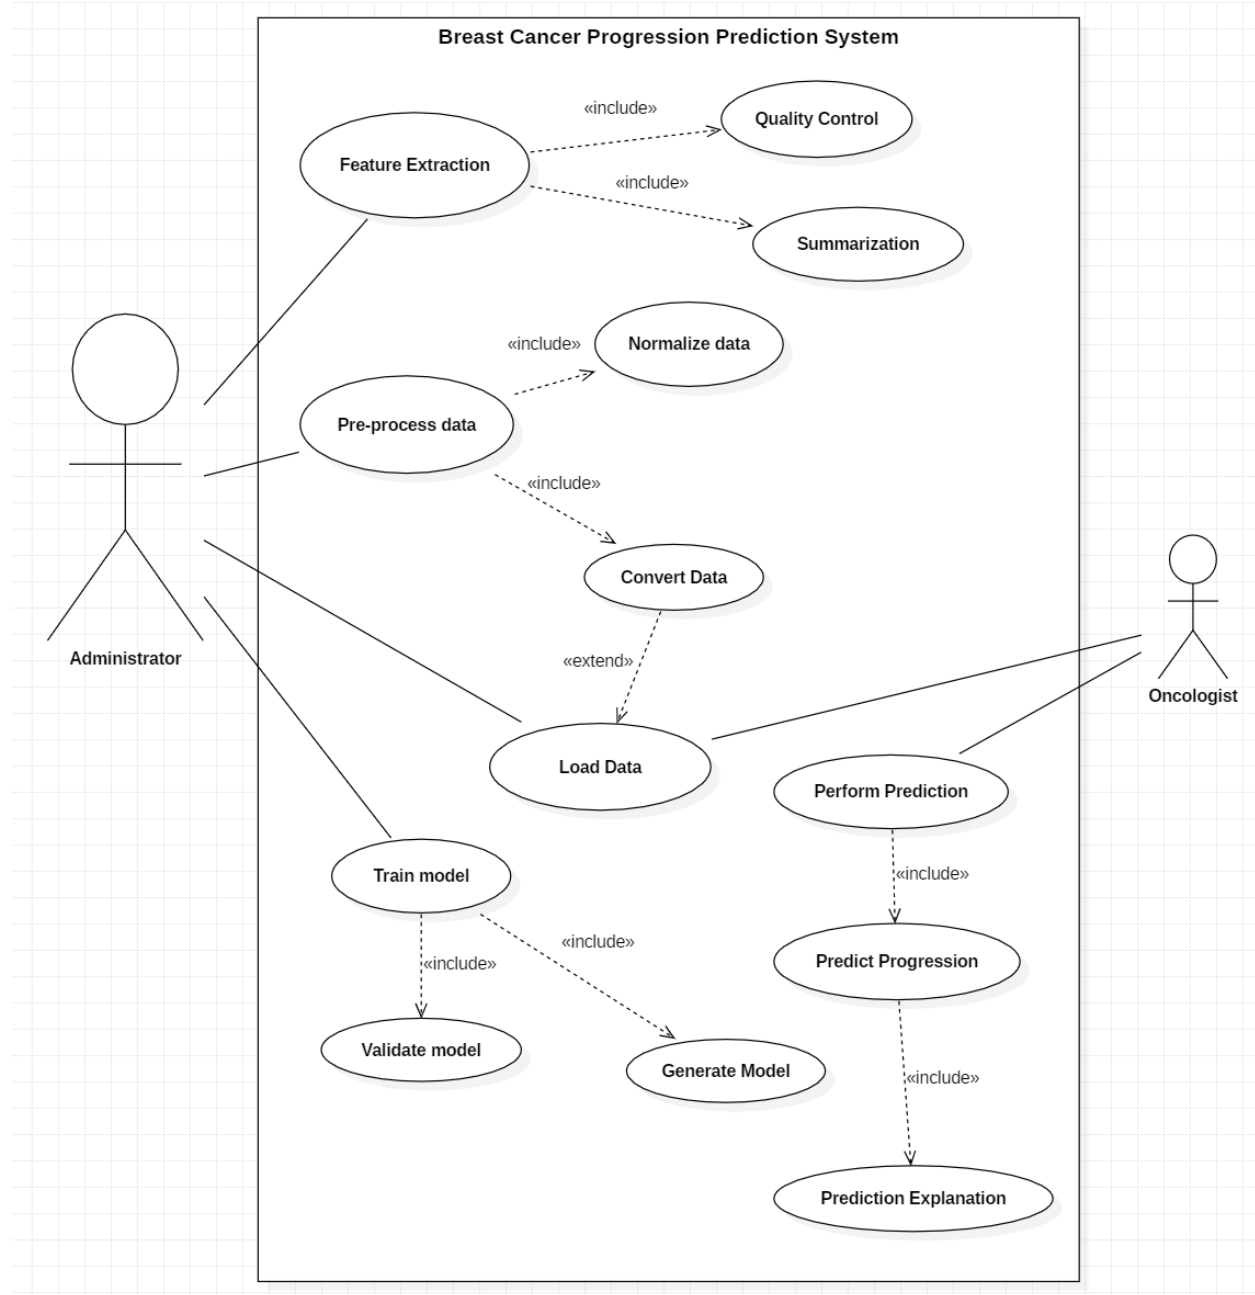 Breast Cancer Progression Prediction System
«include»
Quality Control
Feature Extraction
«include»
Summarization
«include»
Normalize data
Pre-process data
«include»
Convert Data
«extend»
Administrator
Oncologist
Load Data
Perform Prediction
Train model
«include»
«include»
Predict Progression
«include»
Validate model
Generate Model
«include»
Prediction Explanation